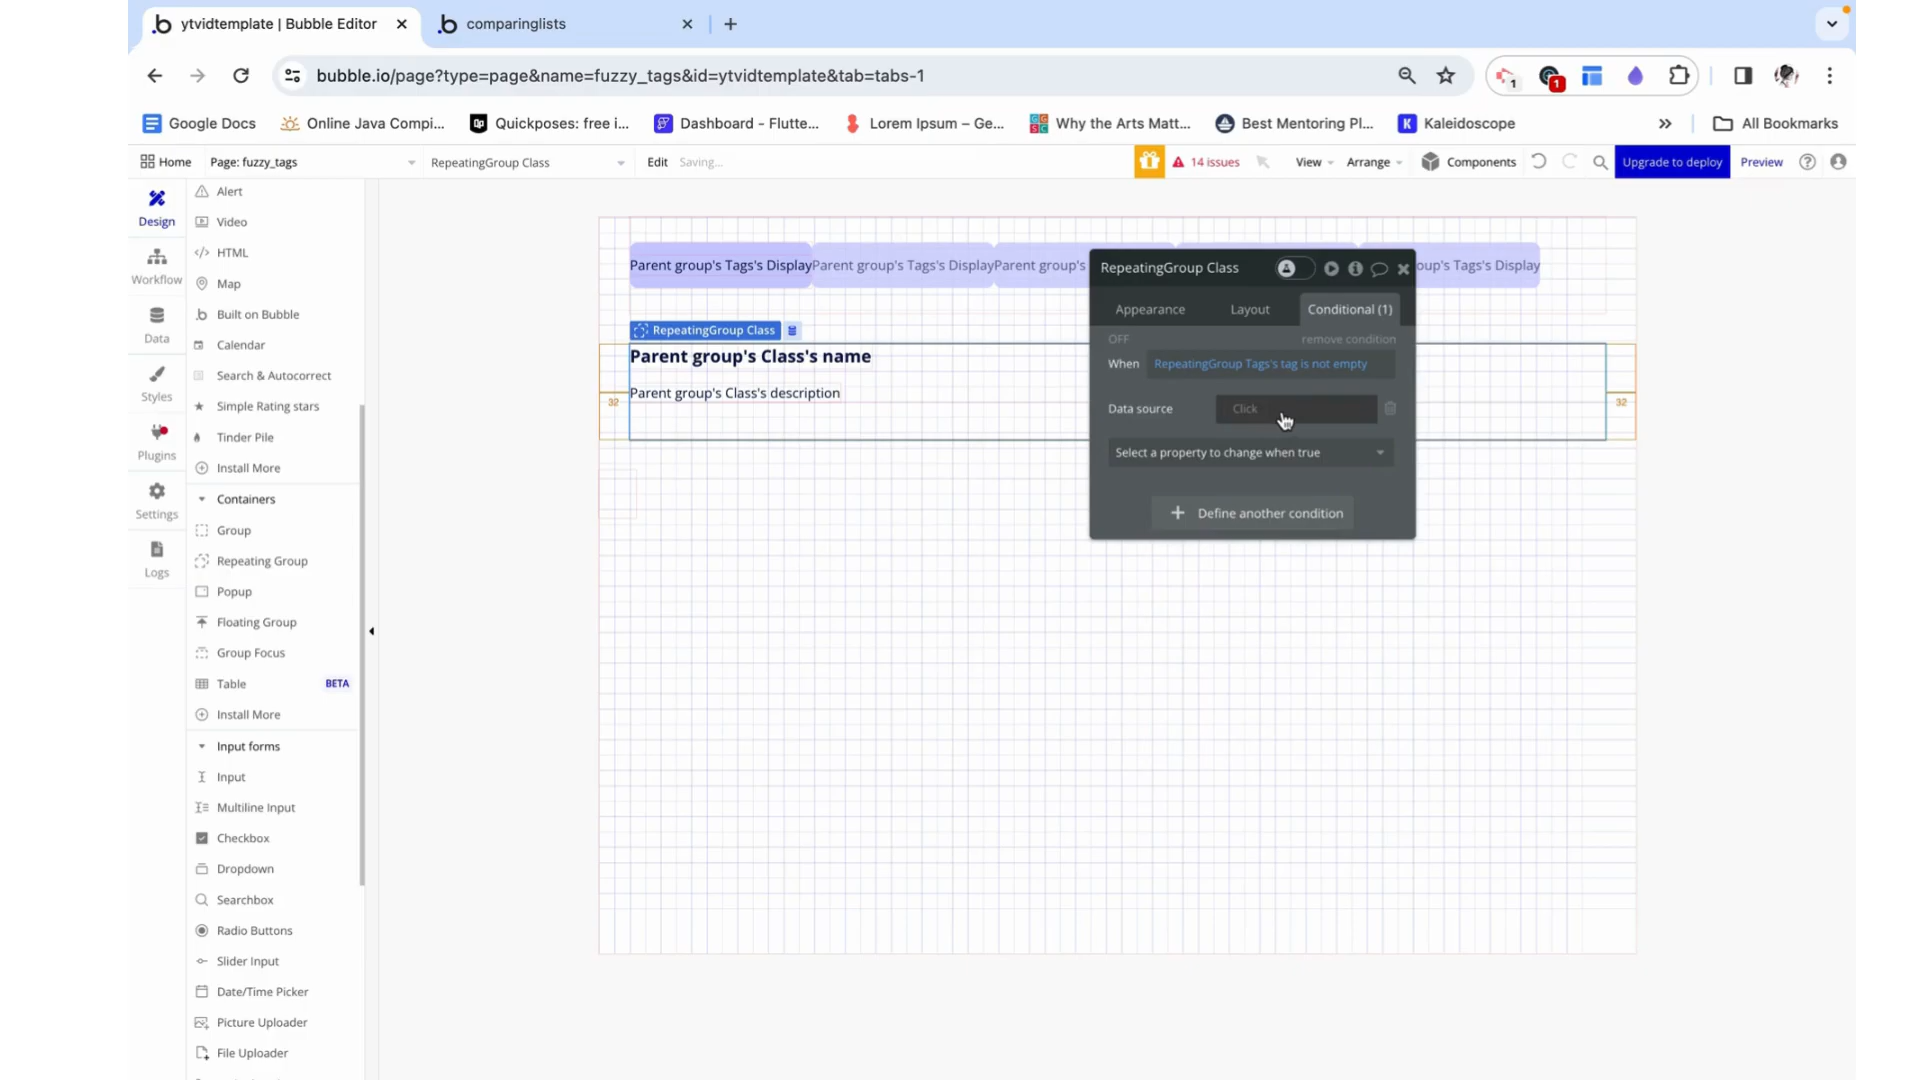 ytvidtemplate | Bubble Editor
comparinglists
bubble.io/page?type=page&name=fuzzy_tags&id=ytvidtemplate&tab=tabs-1
1
1
Google Docs
Online Java Compi...
Quickposes: free i...
Dashboard - Flutte...
Lorem Ipsum – Ge...
Why the Arts Matt...
Best Mentoring Pl...
Kaleidoscope
All Bookmarks
Home
Page: fuzzy_tags
RepeatingGroup Class
Edit
Saving...
14 issues
View
Arrange
Components
Upgrade to deploy
Preview
Design
Workflow
Data
Styles
Plugins
Settings
Logs
Alert
Video
HTML
Map
Built on Bubble
Calendar
Search & Autocorrect
Simple Rating stars
Tinder Pile
Install More
Containers
Group
Repeating Group
Popup
Floating Group
Group Focus
Table
BETA
Install More
Input forms
Input
Multiline Input
Checkbox
Dropdown
Searchbox
Radio Buttons
Slider Input
Date/Time Picker
Picture Uploader
File Uploader
Parent group's Tags's Display
Parent group's Tags's Display
Parent group's
oup's Tags's Display
RepeatingGroup Class
Parent group's Class's name
Parent group's Class's description
32
32
RepeatingGroup Class
Appearance
Layout
Conditional (1)
OFF
remove condition
When
RepeatingGroup Tags's tag is not empty
Data source
Click
Select a property to change when true
Define another condition